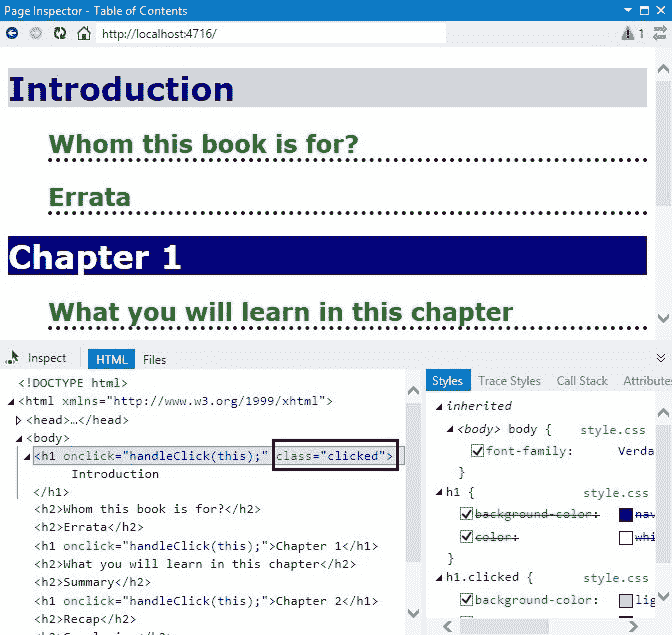 Page Inspector - Table of Contents
http://localhost:4716/
1
Introduction
Whom this book is for?
Errata
Chapter 1
What you will learn in this chapter
Inspect
HTML
Files
<!DOCTYPE html>
<html xmlns="http://www.w3.org/1999/xhtml">
<head>…</head>
<body>
<h1 onclick="handleClick(this);" class="clicked">
Introduction
</h1>
<h2>Whom this book is for?</h2>
<h2>Errata</h2>
<h1 onclick="handleClick(this);">Chapter 1</h1>
<h2>What you will learn in this chapter</h2>
<h2>Summary</h2>
<h1 onclick="handleClick(this);">Chapter 2</h1>
<h2>Recap</h2>
Styles Trace Styles Call Stack Attributes
inherited
<body> body { style.css
font-family: Verda
}
h1 { style.css
background-color: nav
color: whi
}
h1.clicked { style.css
background-color: lig